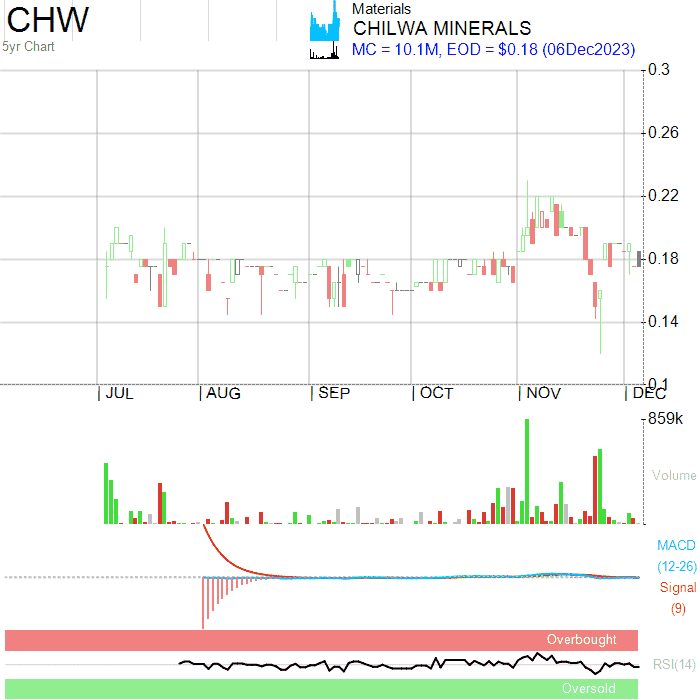 CHW
5yr Chart
Materials
CHILWA MINERALS
MC = 10.1M, EOD = $0.18 (06Dec2023)
0.3
0.26
0.22
0.18
0.14
0.1
| JUL | AUG | SEP | OCT | NOV | DEC
859k
Volume
MACD
(12-26)
Signal
(9)
Overbought
RSI(14)
Oversold